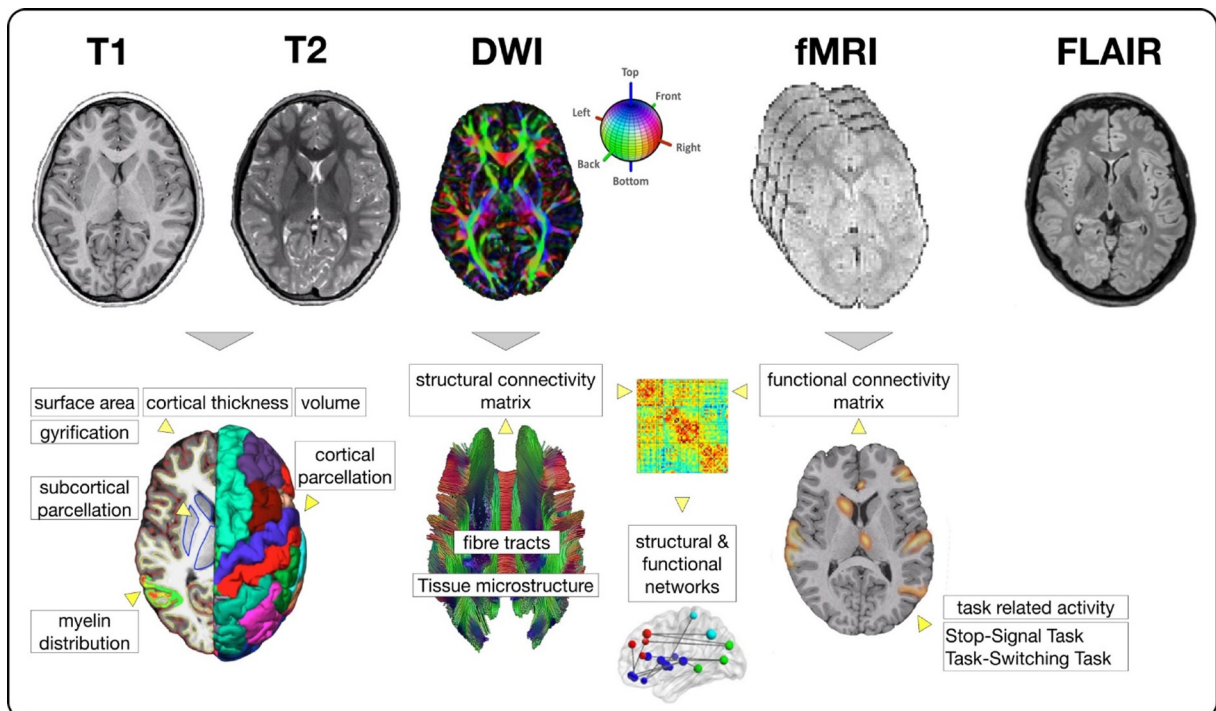 T1
T2
DWI
fMRI
FLAIR
Top
Front
Left
Right
Back
Bottom
surface area
cortical thickness
volume
gyrification
subcortical
parcellation
cortical
parcellation
myelin
distribution
structural connectivity
matrix
fibre tracts
Tissue microstructure
structural &
functional
networks
functional connectivity
matrix
task related activity
Stop-Signal Task
Task-Switching Task